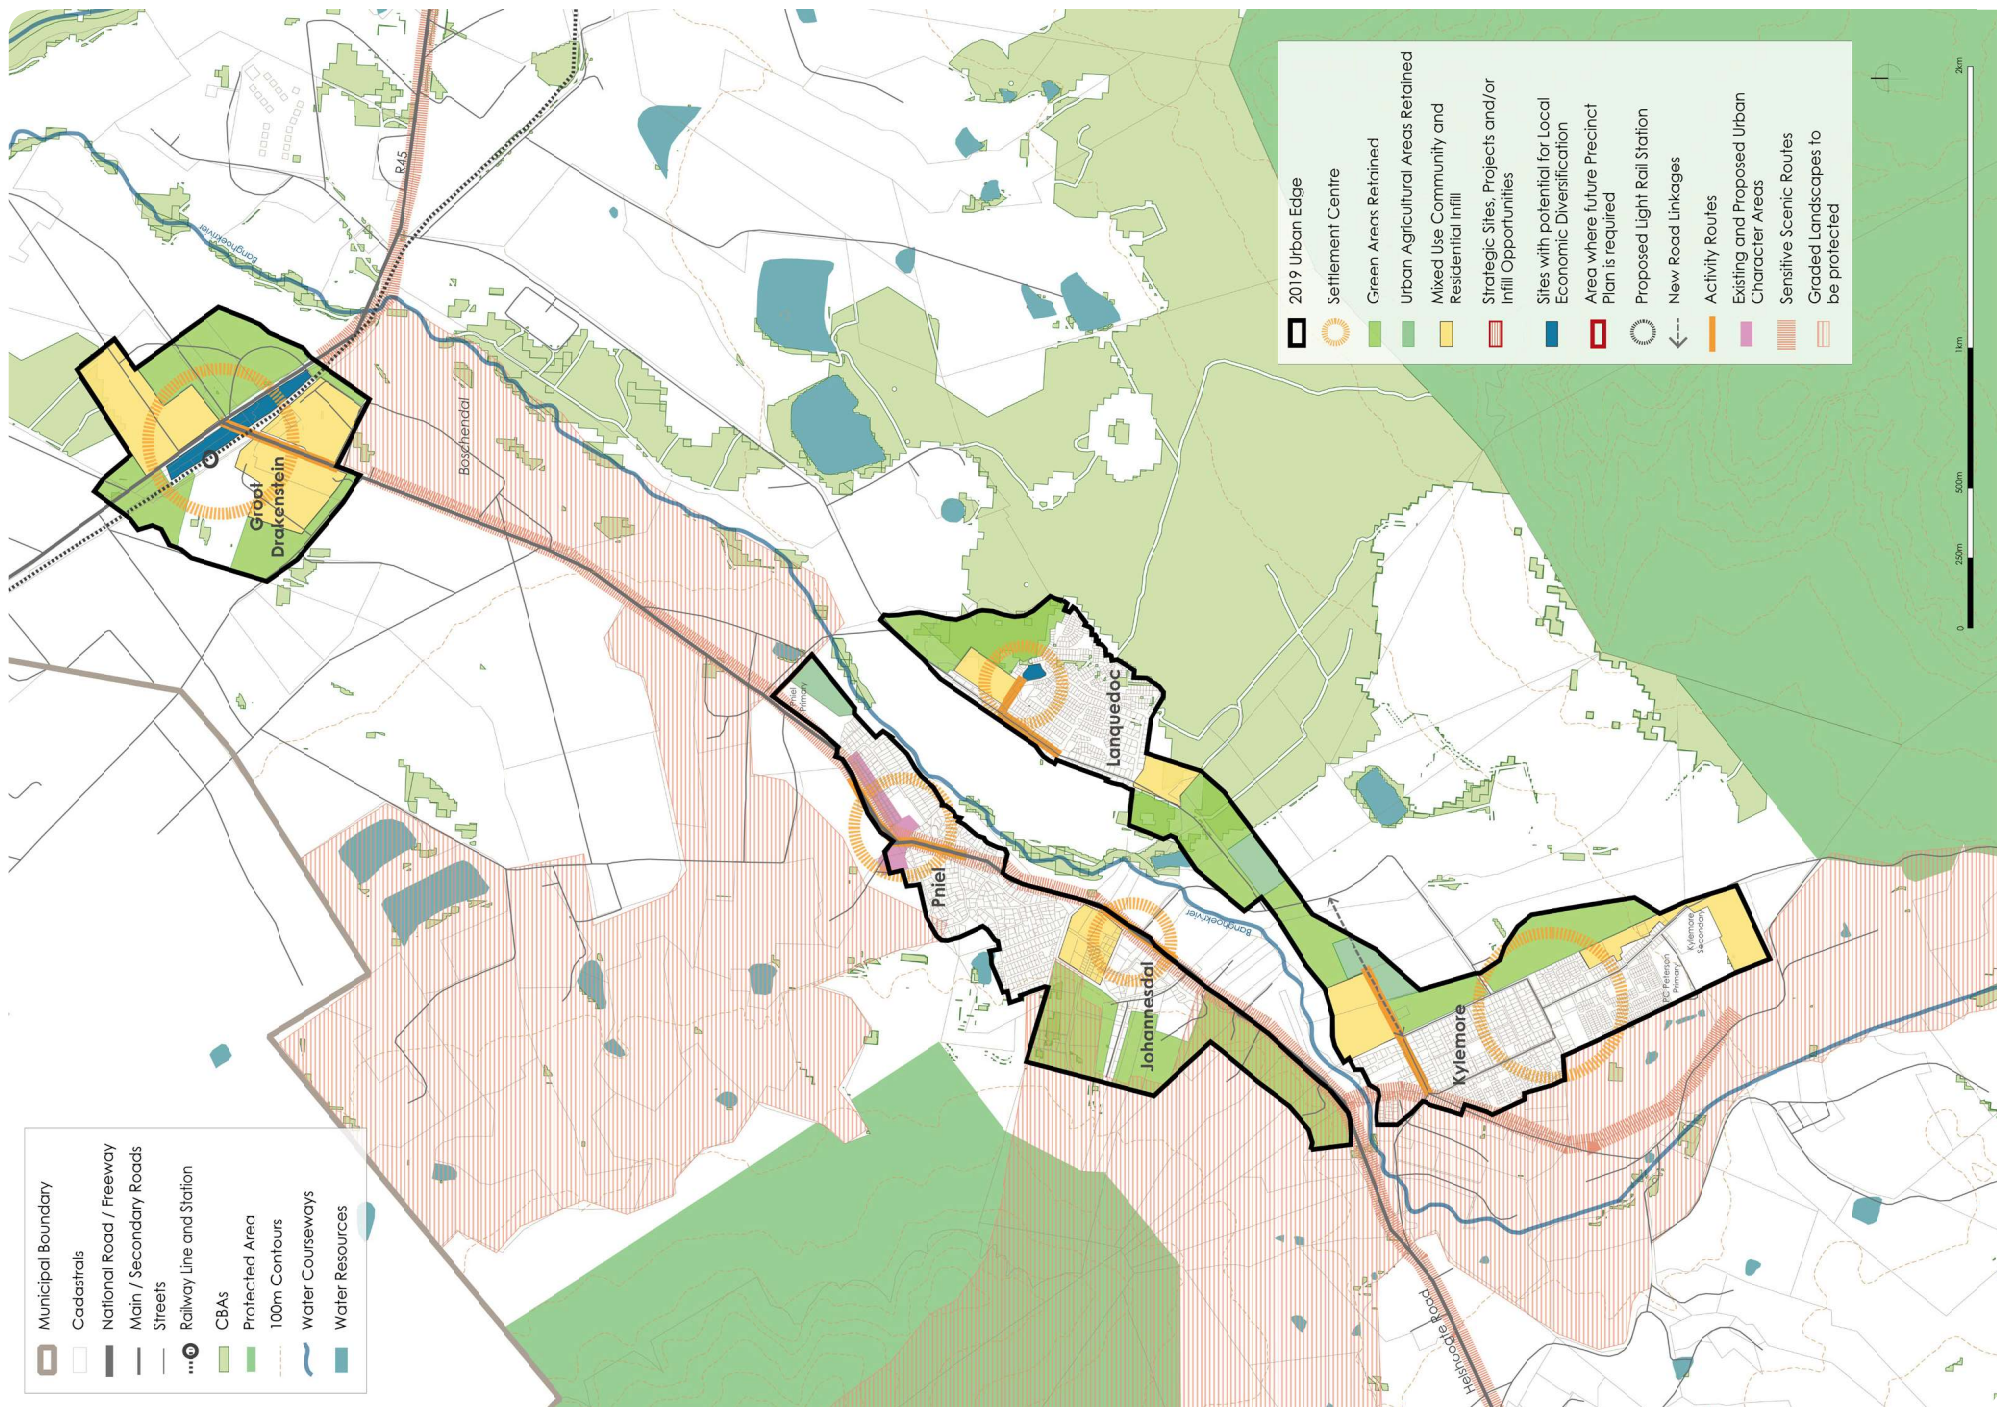 Municipal Boundary
Cadastrals
National Road / Freeway
Main / Secondary Roads
Streets
Railway Line and Station
CBAs
Protected Area
100m Contours
Water Courseways
Water Resources
2019 Urban Edge
Settlement Centre
Green Areas Retained
Urban Agricultural Areas Retained
Mixed Use Community and
Residential Infill
Strategic Sites, Projects and/or
Infill Opportunities
Sites with potential for Local
Economic Diversification
Area where future Precinct
Plan is required
Proposed Light Rail Station
New Road Linkages
Activity Routes
Existing and Proposed Urban
Character Areas
Sensitive Scenic Routes
Graded Landscapes to
be protected
R45
Banghoekrivier
Boschendal
Groot
Drakenstein
Pniel
Primary
Lanquedoc
Pniel
Johannesdal
Banghoekrivier
Kylemore
PC Peterson
Primary
Kylemore
Secondary
Helshoogte Road
0
250m
500m
1km
2km